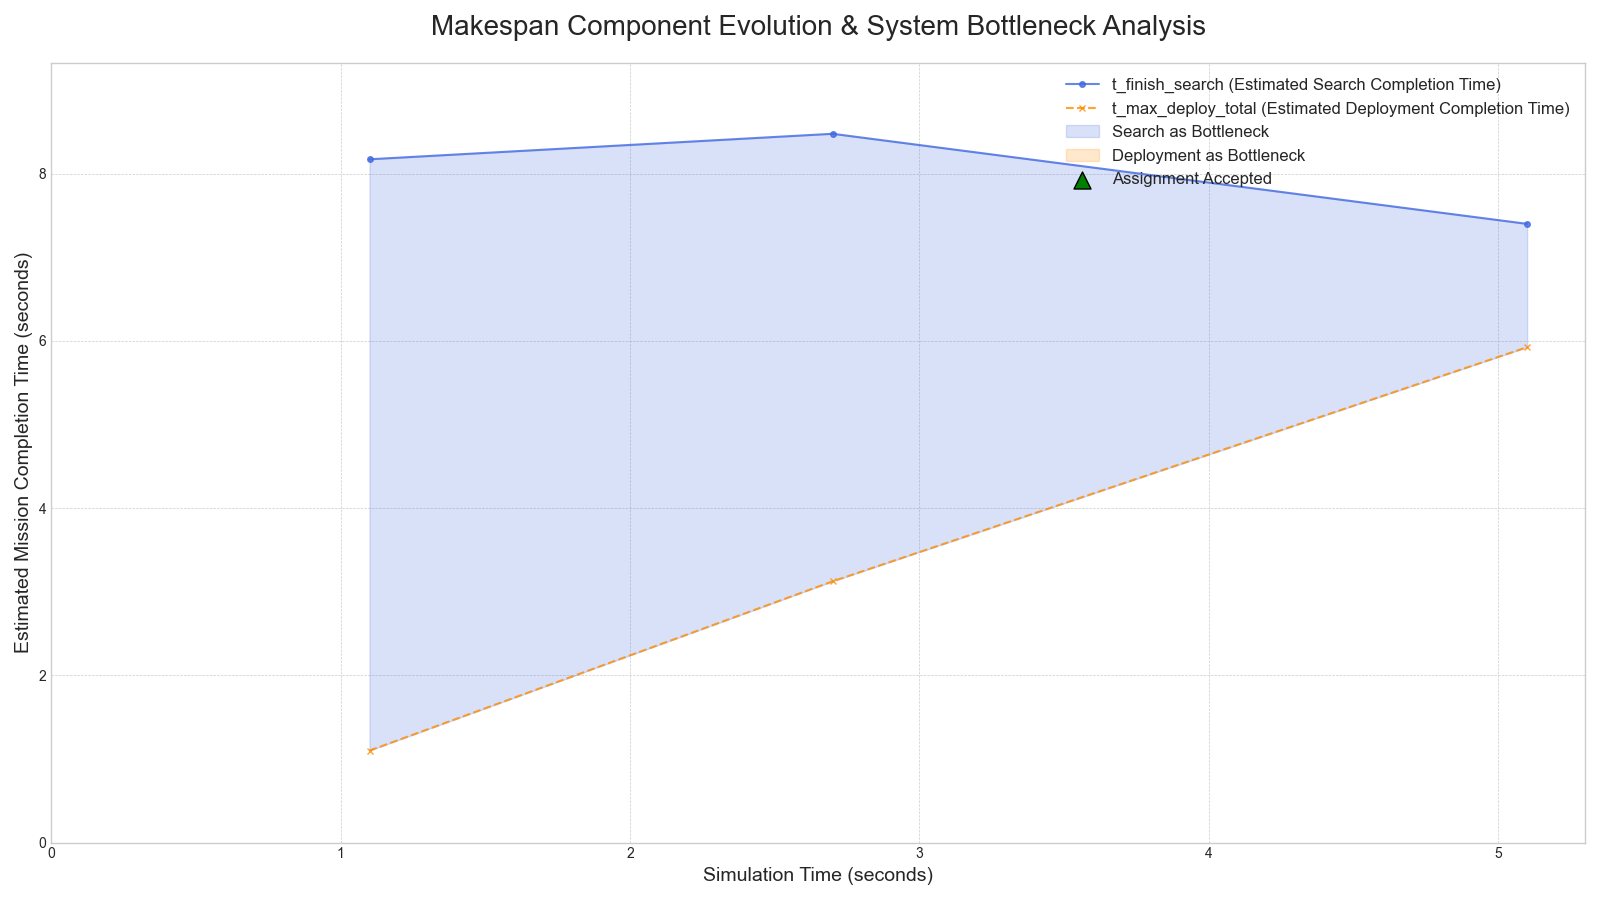 Makespan Component Evolution & System Bottleneck Analysis
t_finish_search (Estimated Search Completion Time)
t_max_deploy_total (Estimated Deployment Completion Time)
Search as Bottleneck
Deployment as Bottleneck
Assignment Accepted
Estimated Mission Completion Time (seconds)
8
6
4
2
0
0 1 2 3 4 5
Simulation Time (seconds)